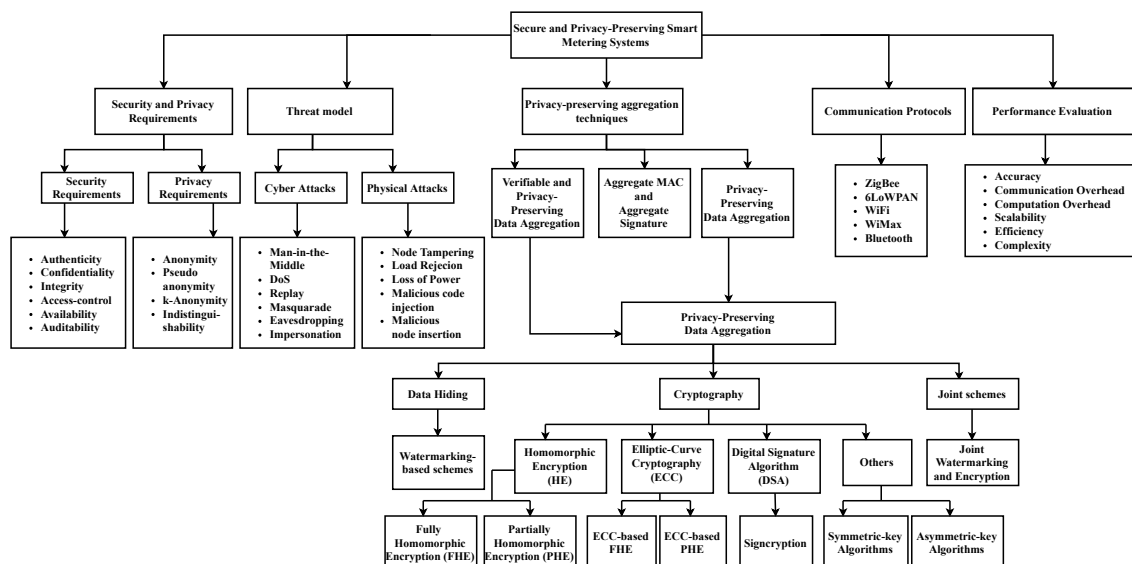 Secure and Privacy-Preserving Smart
Metering Systems
Security and Privacy
Requirements
Threat model
Privacy-preserving aggregation
techniques
Communication Protocols
Performance Evaluation
Security
Requirements
Privacy
Requirements
Cyber Attacks
Physical Attacks
Verifiable and
Privacy-
Preserving
Data Aggregation
Aggregate MAC and
Aggregate
Signature
Privacy-
Preserving
Data Aggregation
• ZigBee
• 6LoWPAN
• WiFi
• WiMax
• Bluetooth
• Accuracy
• Communication Overhead
• Computation Overhead
• Scalability
• Efficiency
• Complexity
• Authenticity
• Confidentiality
• Integrity
• Access-control
• Availability
• Auditability
• Anonymity
• Pseudo
anonymity
• k-Anonymity
• Indistingui-
shability
• Man-in-the-
Middle
• DoS
• Replay
• Masquarade
• Eavesdropping
• Impersonation
• Node Tampering
• Load Rejecion
• Loss of Power
• Malicious code
injection
• Malicious
node insertion
Privacy-Preserving
Data Aggregation
Data Hiding
Cryptography
Joint schemes
Watermarking-
based schemes
Homomorphic
Encryption
(HE)
Elliptic-Curve
Cryptography
(ECC)
Digital Signature
Algorithm
(DSA)
Others
Joint
Watermarking
and Encryption
Fully
Homomorphic
Encryption (FHE)
Partially
Homomorphic
Encryption (PHE)
ECC-based
FHE
ECC-based
PHE
Signcryption
Symmetric-key
Algorithms
Asymmetric-key
Algorithms